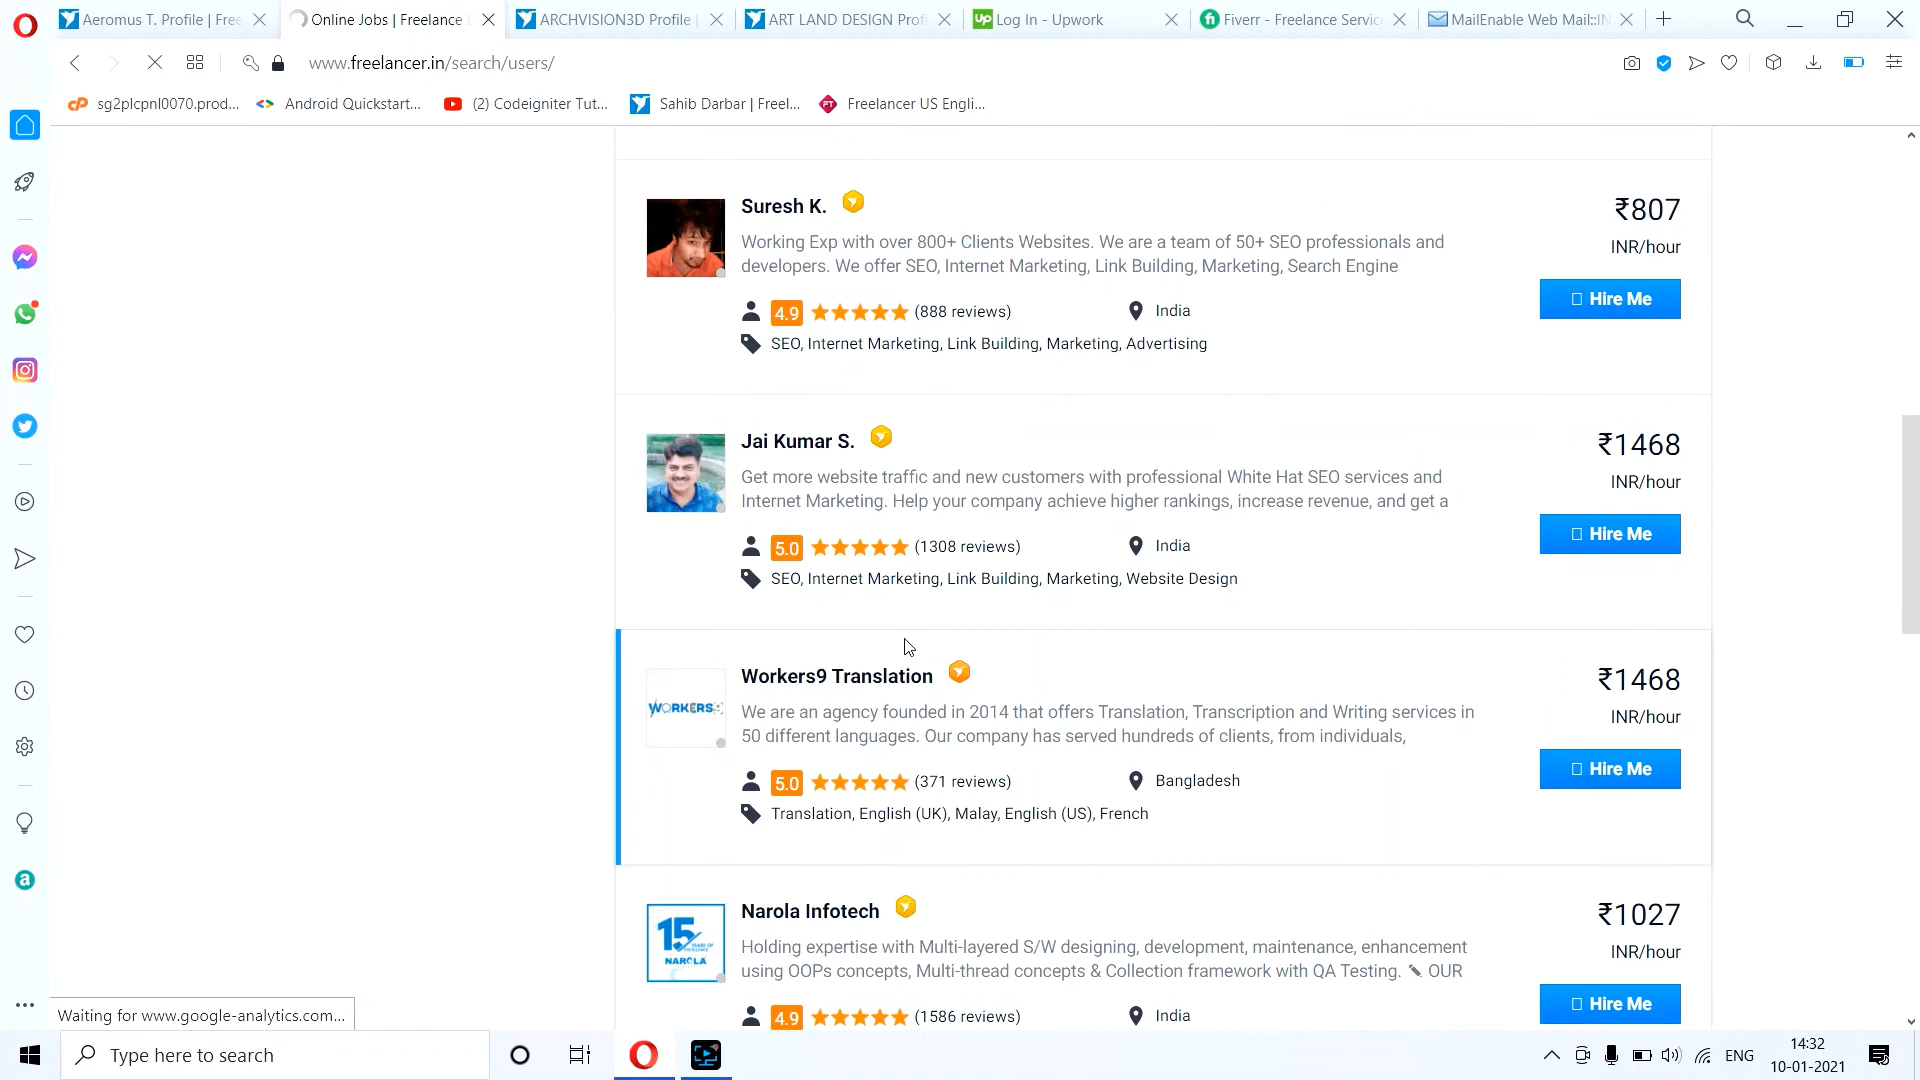 Aeromus T. Profile | Free
Online Jobs | Freelance
ARCHVISION3D Profile |
ART LAND DESIGN Prof
Up Log In - Upwork
Fiverr - Freelance Servic
MailEnable Web Mail::IN
www.freelancer.in/search/users/
cP sg2plcpnl0070.prod...
Android Quickstart...
(2) Codeigniter Tut...
Sahib Darbar | Freel...
FT Freelancer US Engli...
Suresh K.
₹807
Working Exp with over 800+ Clients Websites. We are a team of 50+ SEO professionals and
INR/hour
developers. We offer SEO, Internet Marketing, Link Building, Marketing, Search Engine
Hire Me
4.9 (888 reviews) India
SEO, Internet Marketing, Link Building, Marketing, Advertising
Jai Kumar S.
₹1468
Get more website traffic and new customers with professional White Hat SEO services and
INR/hour
Internet Marketing. Help your company achieve higher rankings, increase revenue, and get a
Hire Me
5.0 (1308 reviews) India
SEO, Internet Marketing, Link Building, Marketing, Website Design
Workers9 Translation
₹1468
WORKERS9
We are an agency founded in 2014 that offers Translation, Transcription and Writing services in
INR/hour
50 different languages. Our company has served hundreds of clients, from individuals,
Hire Me
5.0 (371 reviews) Bangladesh
Translation, English (UK), Malay, English (US), French
Narola Infotech
₹1027
15 YEARS OF
NAROLA
Holding expertise with Multi-layered S/W designing, development, maintenance, enhancement
INR/hour
using OOPs concepts, Multi-thread concepts & Collection framework with QA Testing. ✎ OUR
Hire Me
4.9 (1586 reviews) India
Waiting for www.google-analytics.com...
Type here to search
ENG
14:32
10-01-2021